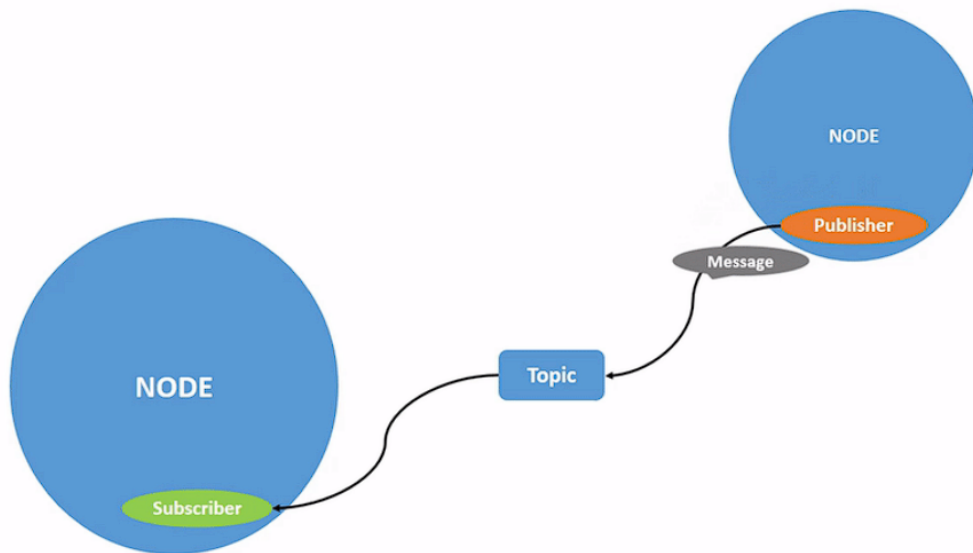 NODE
Publisher
Message
Topic
NODE
Subscriber